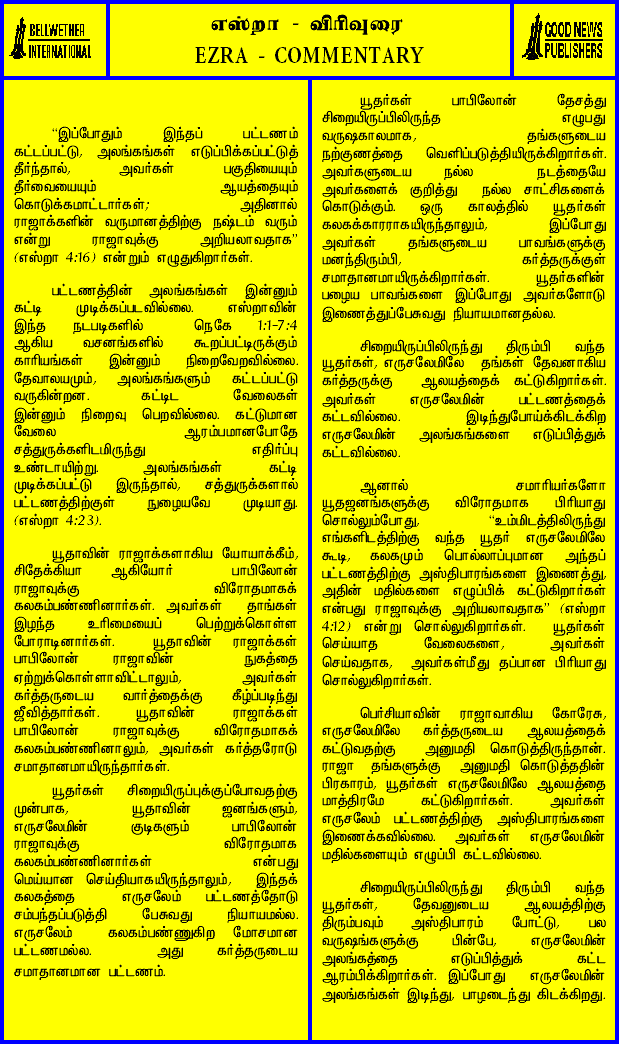 BELLWETHER
INTERNATIONAL
எஸ்றா - விரிவுரை
EZRA - COMMENTARY
GOOD NEWS
PUBLISHERS
“இப்போதும் இந்தப் பட்டணம்
கட்டப்பட்டு, அலங்கங்கள் எடுப்பிக்கப்பட்டுத்
தீர்ந்தால், அவர்கள் பகுதியையும்
தீர்வையையும் ஆயத்தையும்
கொடுக்கமாட்டார்கள்; அதினால்
ராஜாக்களின் வருமானத்திற்கு நஷ்டம் வரும்
என்று ராஜாவுக்கு அறியலாவதாக”
(எஸ்றா 4:16) என்றும் எழுதுகிறார்கள்.
பட்டணத்தின் அலங்கங்கள் இன்னும்
கட்டி முடிக்கப்படவில்லை. எஸ்றாவின்
இந்த நடபடிகளில் நெகே 1:1-7:4
ஆகிய வசனங்களில் கூறப்பட்டிருக்கும்
காரியங்கள் இன்னும் நிறைவேறவில்லை.
தேவாலயமும், அலங்கங்களும் கட்டப்பட்டு
வருகின்றன. கட்டிட வேலைகள்
இன்னும் நிறைவு பெறவில்லை. கட்டுமான
வேலை ஆரம்பமானபோதே
சத்துருக்களிடமிருந்து எதிர்ப்பு
உண்டாயிற்று. அலங்கங்கள் கட்டி
முடிக்கப்பட்டு இருந்தால், சத்துருக்களால்
பட்டணத்திற்குள் நுழையவே முடியாது.
(எஸ்றா 4:23).
யூதாவின் ராஜாக்களாகிய யோயாக்கீம்,
சிதேக்கியா ஆகியோர் பாபிலோன்
ராஜாவுக்கு விரோதமாகக்
கலகம்பண்ணினார்கள். அவர்கள் தாங்கள்
இழந்த உரிமையைப் பெற்றுக்கொள்ள
போராடினார்கள். யூதாவின் ராஜாக்கள்
பாபிலோன் ராஜாவின் நுகத்தை
ஏற்றுக்கொள்ளாவிட்டாலும், அவர்கள்
கர்த்தருடைய வார்த்தைக்கு கீழ்ப்படிந்து
ஜீவித்தார்கள். யூதாவின் ராஜாக்கள்
பாபிலோன் ராஜாவுக்கு விரோதமாகக்
கலகம்பண்ணினாலும், அவர்கள் கர்த்தரோடு
சமாதானமாயிருந்தார்கள்.
யூதர்கள் சிறையிருப்புக்குப்போவதற்கு
முன்பாக, யூதாவின் ஜனங்களும்,
எருசலேமின் குடிகளும் பாபிலோன்
ராஜாவுக்கு விரோதமாக
கலகம்பண்ணினார்கள் என்பது
மெய்யான செய்தியாகயிருந்தாலும், இந்தக்
கலகத்தை எருசலேம் பட்டணத்தோடு
சம்பந்தப்படுத்தி பேசுவது நியாயமல்ல.
எருசலேம் கலகம்பண்ணுகிற மோசமான
பட்டணமல்ல. அது கர்த்தருடைய
சமாதானமான பட்டணம்.
யூதர்கள் பாபிலோன் தேசத்து
சிறையிருப்பிலிருந்த எழுபது
வருஷகாலமாக, தங்களுடைய
நற்குணத்தை வெளிப்படுத்தியிருக்கிறார்கள்.
அவர்களுடைய நல்ல நடத்தையே
அவர்களைக் குறித்து நல்ல சாட்சிகளைக்
கொடுக்கும். ஒரு காலத்தில் யூதர்கள்
கலகக்காரராகயிருந்தாலும், இப்போது
அவர்கள் தங்களுடைய பாவங்களுக்கு
மனந்திரும்பி, கர்த்தருக்குள்
சமாதானமாயிருக்கிறார்கள். யூதர்களின்
பழைய பாவங்களை இப்போது அவர்களோடு
இணைத்துப்பேசுவது நியாயமானதல்ல.
சிறையிருப்பிலிருந்து திரும்பி வந்த
யூதர்கள், எருசலேமிலே தங்கள் தேவனாகிய
கர்த்தருக்கு ஆலயத்தைக் கட்டுகிறார்கள்.
அவர்கள் எருசலேமின் பட்டணத்தைக்
கட்டவில்லை. இடிந்துபோய்க்கிடக்கிற
எருசலேமின் அலங்கங்களை எடுப்பித்துக்
கட்டவில்லை.
ஆனால் சமாரியர்களோ
யூதஜனங்களுக்கு விரோதமாக பிரியாது
சொல்லும்போது, “உம்மிடத்திலிருந்து
எங்களிடத்திற்கு வந்த யூதர் எருசலேமிலே
கூடி, கலகமும் பொல்லாப்புமான அந்தப்
பட்டணத்திற்கு அஸ்திபாரங்களை இணைத்து,
அதின் மதில்களை எழுப்பிக் கட்டுகிறார்கள்
என்பது ராஜாவுக்கு அறியலாவதாக” (எஸ்றா
4:12) என்று சொல்லுகிறார்கள். யூதர்கள்
செய்யாத வேலைகளை, அவர்கள்
செய்வதாக, அவர்கள்மீது தப்பான பிரியாது
சொல்லுகிறார்கள்.
பெர்சியாவின் ராஜாவாகிய கோரேசு,
எருசலேமிலே கர்த்தருடைய ஆலயத்தைக்
கட்டுவதற்கு அனுமதி கொடுத்திருந்தான்.
ராஜா தங்களுக்கு அனுமதி கொடுத்ததின்
பிரகாரம், யூதர்கள் எருசலேமிலே ஆலயத்தை
மாத்திரமே கட்டுகிறார்கள். அவர்கள்
எருசலேம் பட்டணத்திற்கு அஸ்திபாரங்களை
இணைக்கவில்லை. அவர்கள் எருசலேமின்
மதில்களையும் எழுப்பி கட்டவில்லை.
சிறையிருப்பிலிருந்து திரும்பி வந்த
யூதர்கள், தேவனுடைய ஆலயத்திற்கு
திரும்பவும் அஸ்திபாரம் போட்டு, பல
வருஷங்களுக்கு பின்பே, எருசலேமின்
அலங்கத்தை எடுப்பித்துக் கட்ட
ஆரம்பிக்கிறார்கள். இப்போது எருசலேமின்
அலங்கங்கள் இடிந்து, பாழடைந்து கிடக்கிறது.